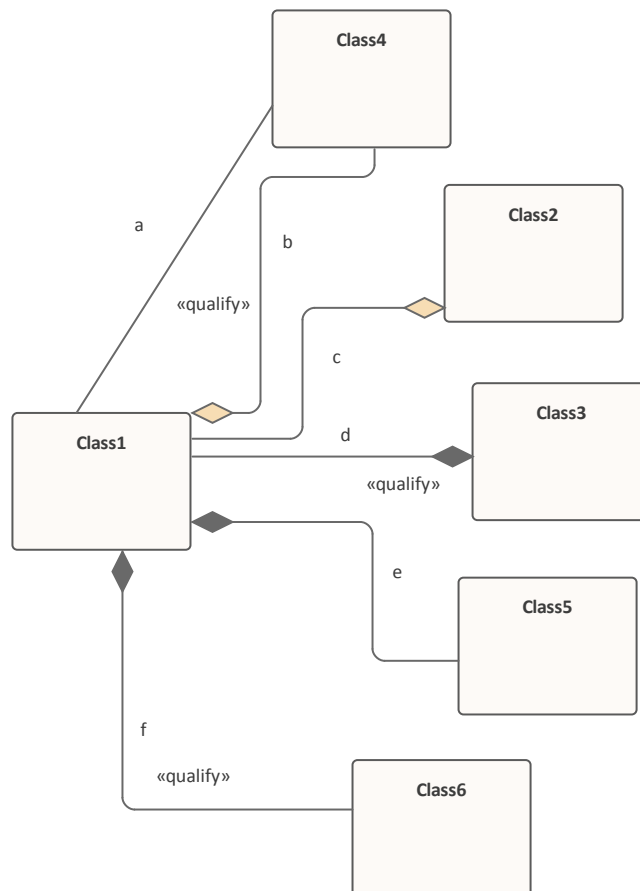 Class4
a
b
Class2
«qualify»
c
Class1
Class3
d
«qualify»
e
Class5
f
«qualify»
Class6